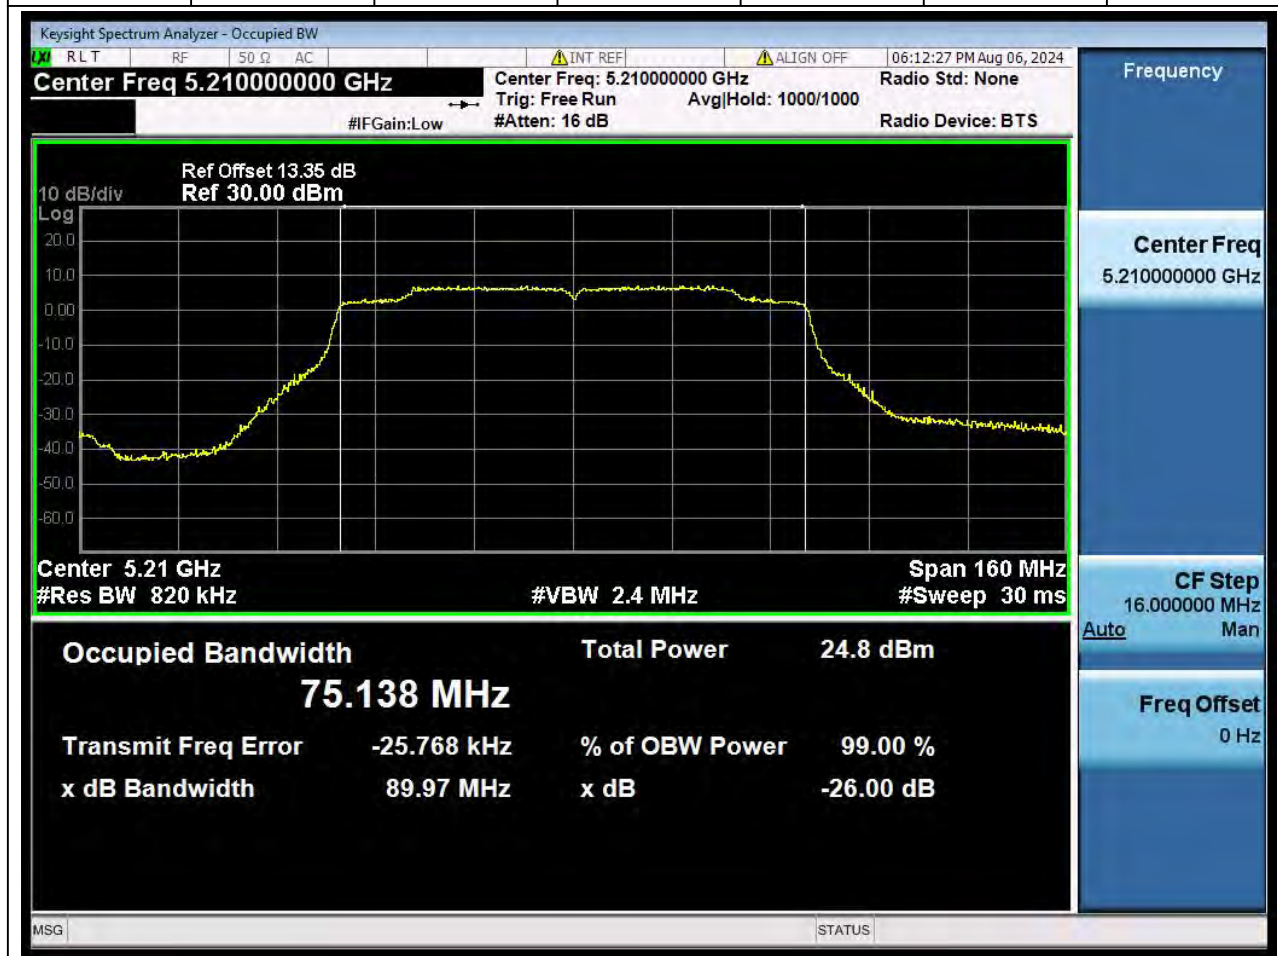 Keysight Spectrum Analyzer - Occupied BW
LXI RLT RF 50 Ω AC INT REF ALIGN OFF 06:12:27 PM Aug 06, 2024
Center Freq 5.210000000 GHz
Center Freq: 5.210000000 GHz Radio Std: None
Trig: Free Run Avg|Hold: 1000/1000
#IFGain:Low #Atten: 16 dB Radio Device: BTS
Ref Offset 13.35 dB
10 dB/div Ref 30.00 dBm
Log
20.0
10.0
0.00
-10.0
-20.0
-30.0
-40.0
-50.0
-60.0
Center 5.21 GHz Span 160 MHz
#Res BW 820 kHz #VBW 2.4 MHz #Sweep 30 ms
Occupied Bandwidth Total Power 24.8 dBm
75.138 MHz
Transmit Freq Error -25.768 kHz % of OBW Power 99.00 %
x dB Bandwidth 89.97 MHz x dB -26.00 dB
Frequency
Center Freq
5.210000000 GHz
CF Step
16.000000 MHz
Auto Man
Freq Offset
0 Hz
MSG STATUS